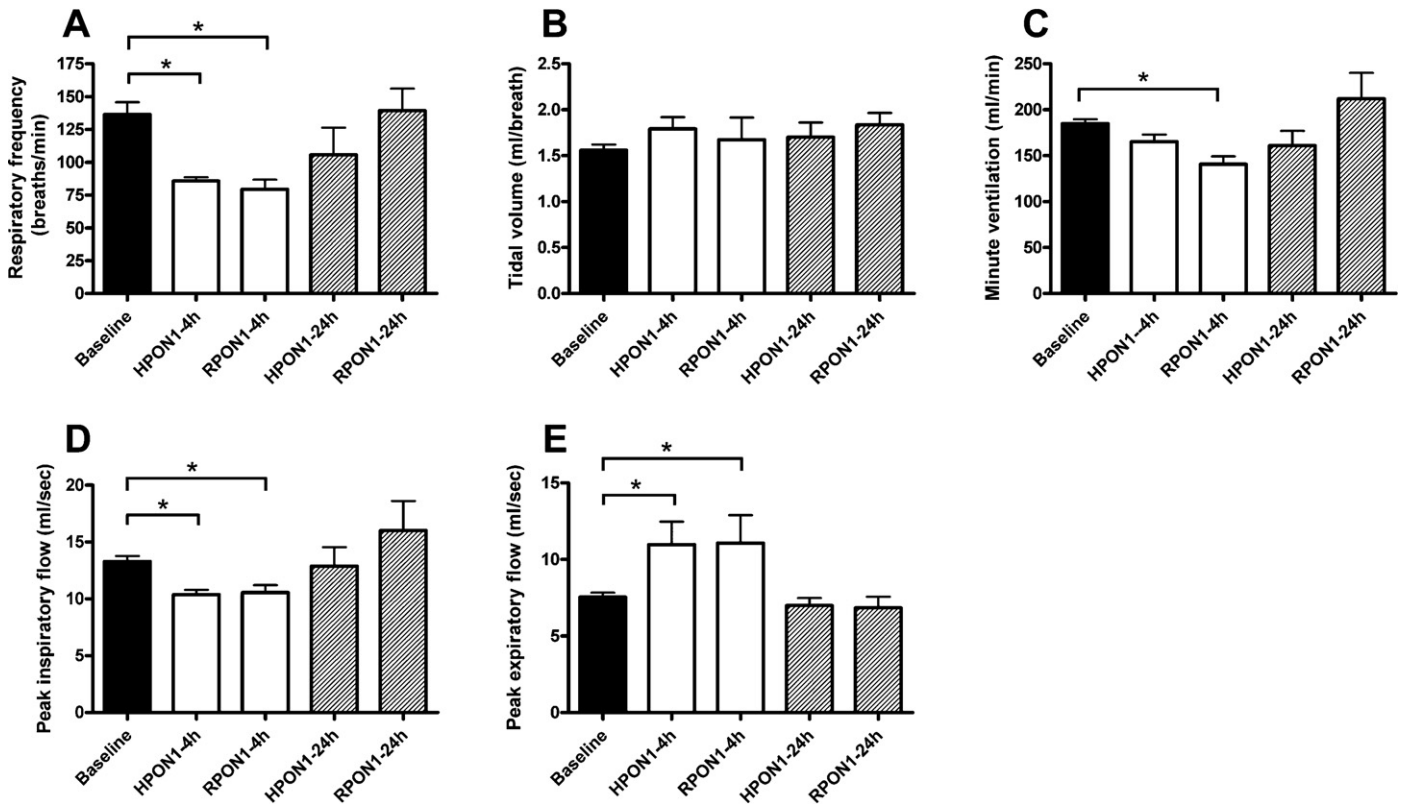 A
Respiratory frequency
(breaths/min)
175
150
125
100
75
50
25
0
*
*
Baseline
HPON1-4h
RPON1-4h
HPON1-24h
RPON1-24h
B
Tidal volume (ml/breath)
2.5
2.0
1.5
1.0
0.5
0.0
Baseline
HPON1-4h
RPON1-4h
HPON1-24h
RPON1-24h
C
Minute ventilation (ml/min)
250
200
150
100
50
0
*
Baseline
HPON1--4h
RPON1-4h
HPON1-24h
RPON1-24h
D
Peak inspiratory flow (ml/sec)
20
15
10
5
0
*
*
Baseline
HPON1-4h
RPON1-4h
HPON1-24h
RPON1-24h
E
Peak expiratory flow (ml/sec)
15
10
5
0
*
*
Baseline
HPON1-4h
RPON1-4h
HPON1-24h
RPON1-24h